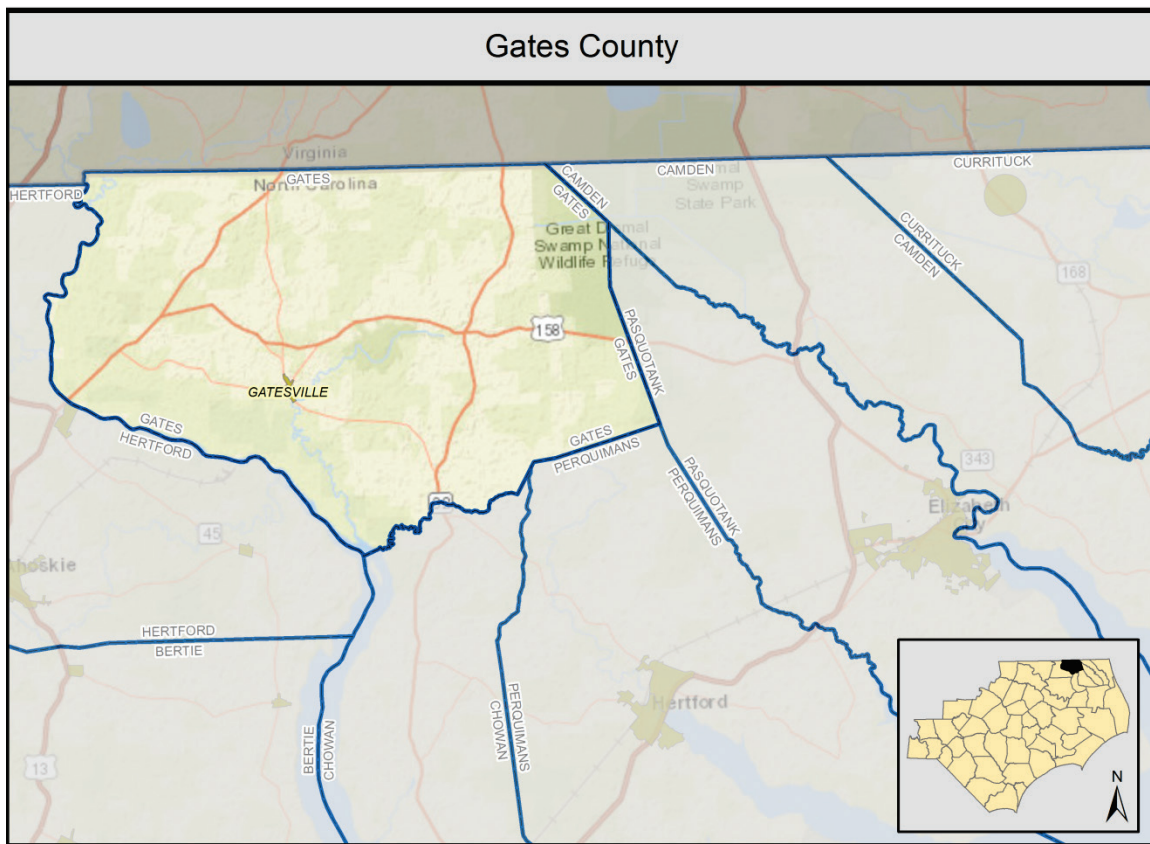 Gates County
Virginia
North Carolina
HERTFORD
GATES
CAMDEN
GATES
CAMDEN
CURRITUCK
Swamp
State Park
CURRITUCK
CAMDEN
168
Great Dismal
Swamp National
Wildlife Refuge
158
PASQUOTANK
GATES
GATESVILLE
GATES
HERTFORD
GATES
PERQUIMANS
PASQUOTANK
PERQUIMANS
343
Elizabeth
City
45
HERTFORD
BERTIE
PERQUIMANS
CHOWAN
Hertford
BERTIE
CHOWAN
13
N